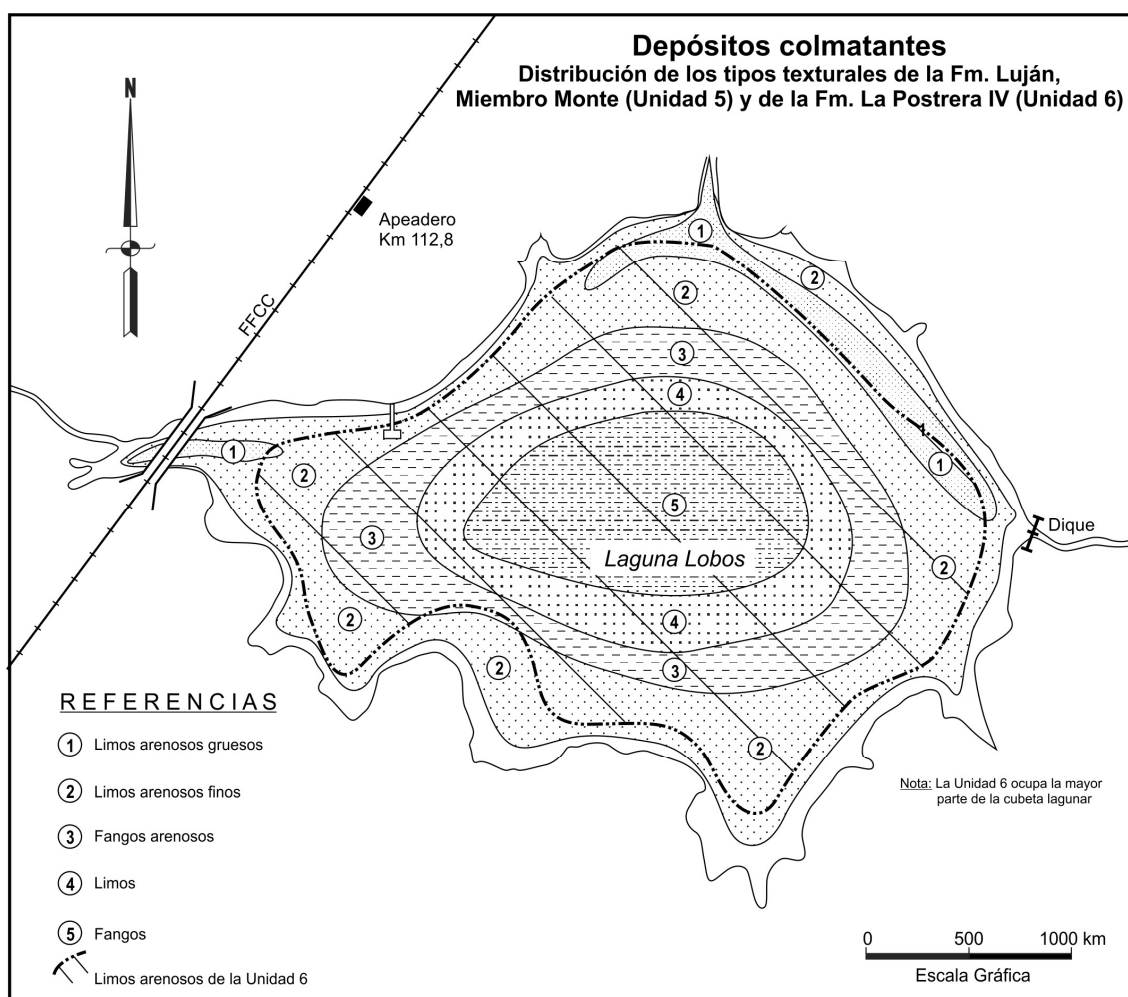 Depósitos colmatantes
Distribución de los tipos texturales de la Fm. Luján,
Miembro Monte (Unidad 5) y de la Fm. La Postrera IV (Unidad 6)
N
Apeadero
Km 112,8
FFCC
1
2
2
3
4
1
2
1
3
5
Dique
Laguna Lobos
2
2
4
2
3
2
REFERENCIAS
1 Limos arenosos gruesos
2 Limos arenosos finos
3 Fangos arenosos
4 Limos
5 Fangos
Limos arenosos de la Unidad 6
Nota: La Unidad 6 ocupa la mayor
parte de la cubeta lagunar
0 500 1000 km
Escala Gráfica